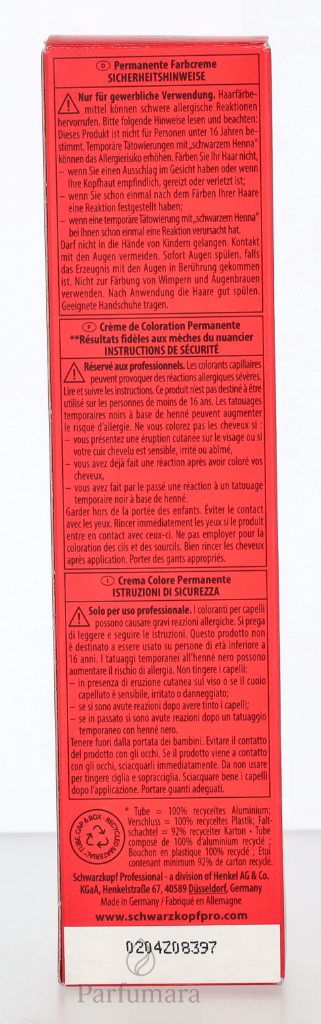 D Permanente Farbcreme
SICHERHEITSHINWEISE
Nur für gewerbliche Verwendung. Haarfärbe-
mittel können schwere allergische Reaktionen
hervorrufen. Bitte folgende Hinweise lesen und beachten:
Dieses Produkt ist nicht für Personen unter 16 Jahren be-
stimmt. Temporäre Tätowierungen mit „schwarzem Henna"
können das Allergierisiko erhöhen. Färben Sie Ihr Haar nicht,
– wenn Sie einen Ausschlag im Gesicht haben oder wenn
Ihre Kopfhaut empfindlich, gereizt oder verletzt ist;
– wenn Sie schon einmal nach dem Färben Ihrer Haare
eine Reaktion festgestellt haben;
– wenn eine temporäre Tätowierung mit „schwarzem Henna"
bei Ihnen schon einmal eine Reaktion verursacht hat.
Darf nicht in die Hände von Kindern gelangen. Kontakt
mit den Augen vermeiden. Sofort Augen spülen, falls
das Erzeugnis mit den Augen in Berührung gekommen
ist. Nicht zur Färbung von Wimpern und Augenbrauen
verwenden. Nach Anwendung die Haare gut spülen.
Geeignete Handschuhe tragen.
F Crème de Coloration Permanente
**Résultats fidèles aux mèches du nuancier
INSTRUCTIONS DE SÉCURITÉ
Réservé aux professionnels. Les colorants capillaires
peuvent provoquer des réactions allergiques sévères.
Lire et suivre les instructions. Ce produit n'est pas destiné à être
utilisé sur les personnes de moins de 16 ans. Les tatouages
temporaires noirs à base de henné peuvent augmenter
le risque d'allergie. Ne vous colorez pas les cheveux si :
– vous présentez une éruption cutanée sur le visage ou si
votre cuir chevelu est sensible, irrité ou abîmé,
– vous avez déjà fait une réaction après avoir coloré vos
cheveux,
– vous avez fait par le passé une réaction à un tatouage
temporaire noir à base de henné.
Garder hors de la portée des enfants. Éviter le contact
avec les yeux. Rincer immédiatement les yeux si le produit
entre en contact avec ceux-ci. Ne pas employer pour la
coloration des cils et des sourcils. Bien rincer les cheveux
après application. Porter des gants appropriés.
I Crema Colore Permanente
ISTRUZIONI DI SICUREZZA
Solo per uso professionale. I coloranti per capelli
possono causare gravi reazioni allergiche. Si prega
di leggere e seguire le istruzioni. Questo prodotto non
è destinato a essere usato su persone di età inferiore a
16 anni. I tatuaggi temporanei all'henné nero possono
aumentare il rischio di allergia. Non tingere i capelli:
– in presenza di eruzione cutanea sul viso o se il cuoio
capelluto è sensibile, irritato o danneggiato;
– se si sono avute reazioni dopo avere tinto i capelli;
– se in passato si sono avute reazioni dopo un tatuaggio
temporaneo con henné nero.
Tenere fuori dalla portata dei bambini. Evitare il contatto
del prodotto con gli occhi. Se il prodotto viene a contatto
con gli occhi, sciacquarli immediatamente. Da non usare
per tingere ciglia e sopracciglia. Sciacquare bene i capelli
dopo l'applicazione. Portare guanti adeguati.
TUBE CAP & BOX · RECYCLED MATERIAL*
* Tube = 100% recyceltes Aluminium;
Verschluss = 100% recyceltes Plastik; Falt-
schachtel = 92% recycelter Karton · Tube
compose de 100% d'aluminium recyclé ;
Bouchon en plastique 100% recyclé ; Etui
contenant minimum 92% de carton recyclé.
Schwarzkopf Professional - a division of Henkel AG & Co.
KGaA, Henkelstraße 67, 40589 Düsseldorf, Germany
Made in Germany / Fabriqué en Allemagne
www.schwarzkopfpro.com
0204Z08397
Parfumara